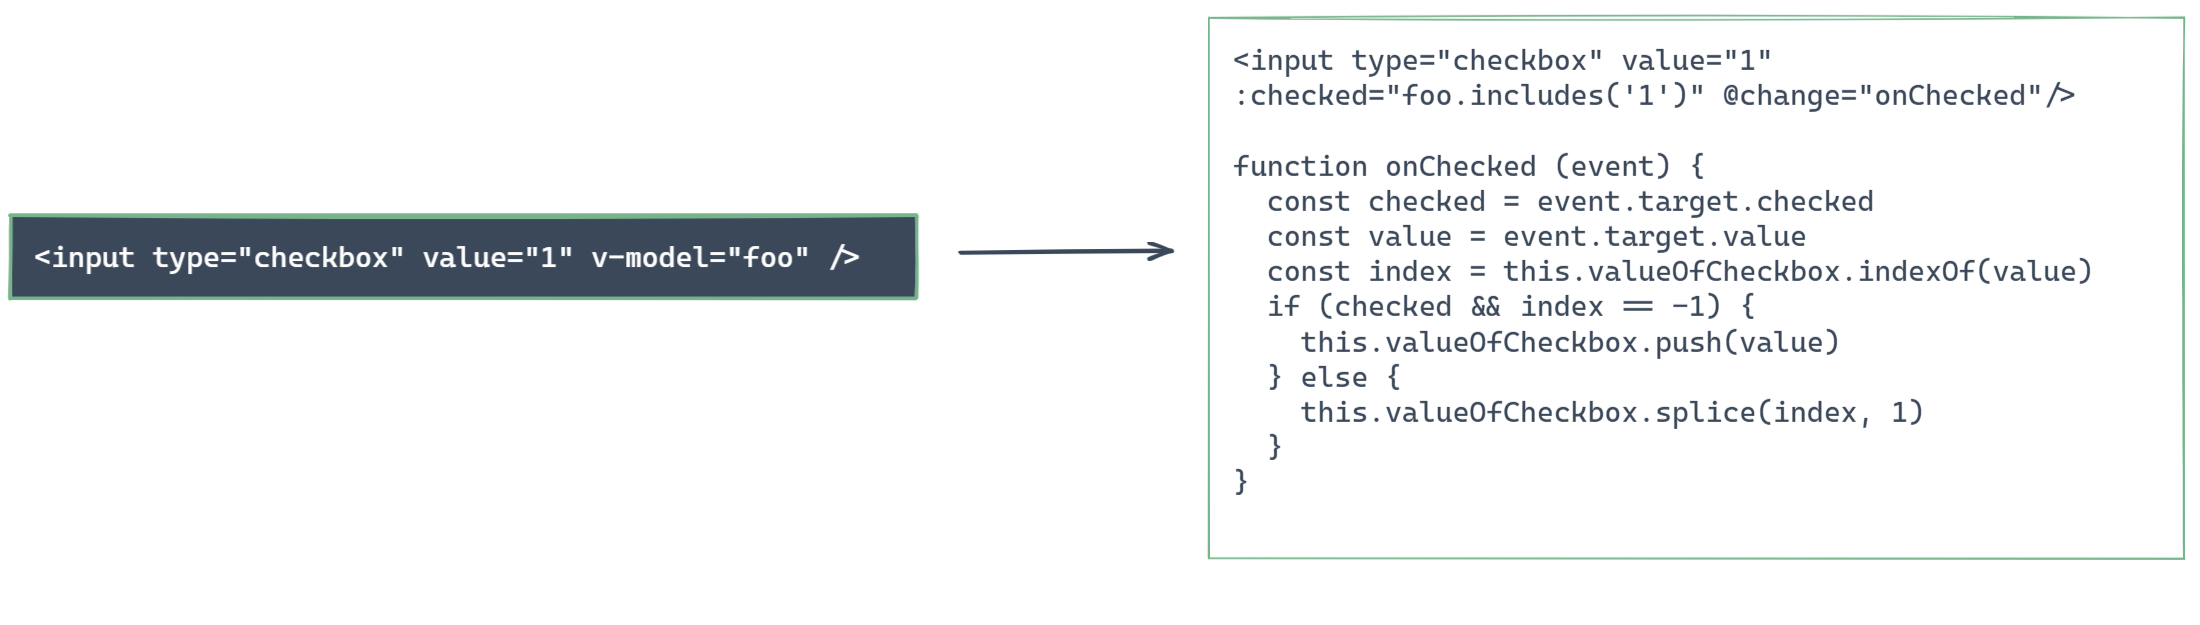 <input type="checkbox" value="1" v-model="foo" />
<input type="checkbox" value="1"
:checked="foo.includes('1')" @change="onChecked"/>
function onChecked (event) {
  const checked = event.target.checked
  const value = event.target.value
  const index = this.valueOfCheckbox.indexOf(value)
  if (checked && index == -1) {
    this.valueOfCheckbox.push(value)
  } else {
    this.valueOfCheckbox.splice(index, 1)
  }
}